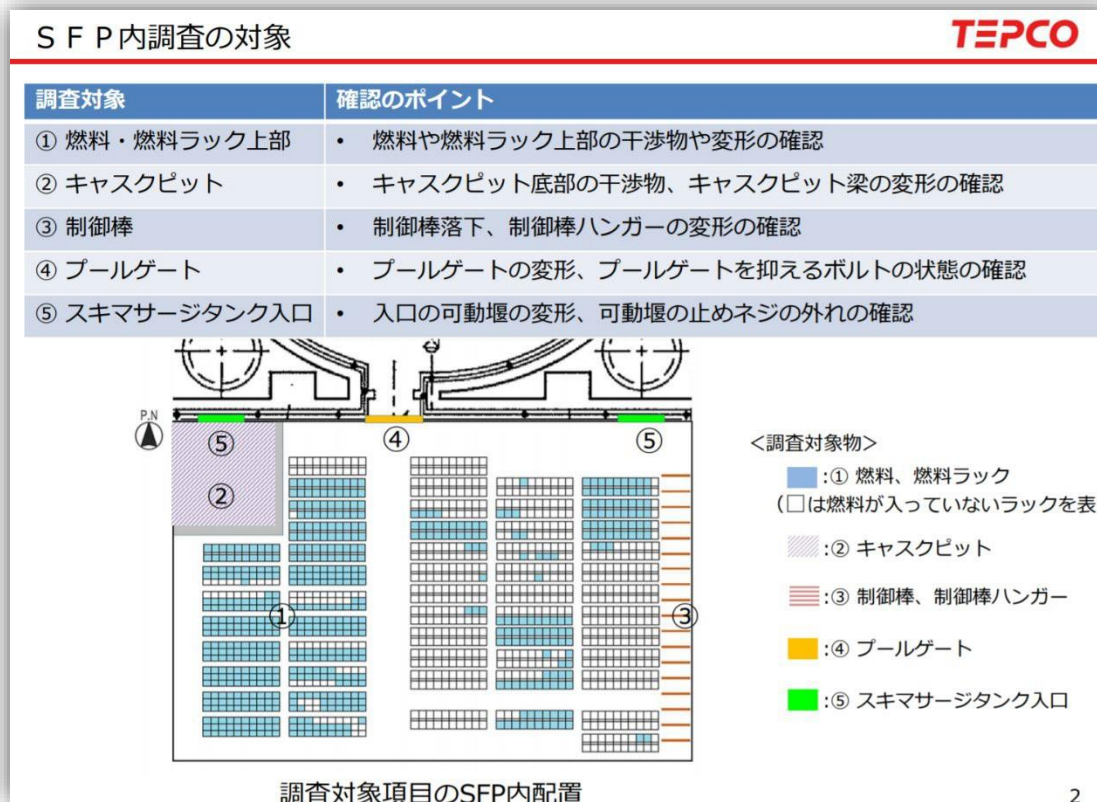 ＳＦＰ内調査の対象
TEPCO
調査対象 確認のポイント
① 燃料・燃料ラック上部 • 燃料や燃料ラック上部の干渉物や変形の確認
② キャスクピット • キャスクピット底部の干渉物、キャスクピット梁の変形の確認
③ 制御棒 • 制御棒落下、制御棒ハンガーの変形の確認
④ プールゲート • プールゲートの変形、プールゲートを抑えるボルトの状態の確認
⑤ スキマサージタンク入口 • 入口の可動堰の変形、可動堰の止めネジの外れの確認
P.N
⑤
④
⑤
②
①
③
＜調査対象物＞
:① 燃料、燃料ラック
（□は燃料が入っていないラックを表
:② キャスクピット
:③ 制御棒、制御棒ハンガー
:④ プールゲート
:⑤ スキマサージタンク入口
調査対象項目のSFP内配置
2